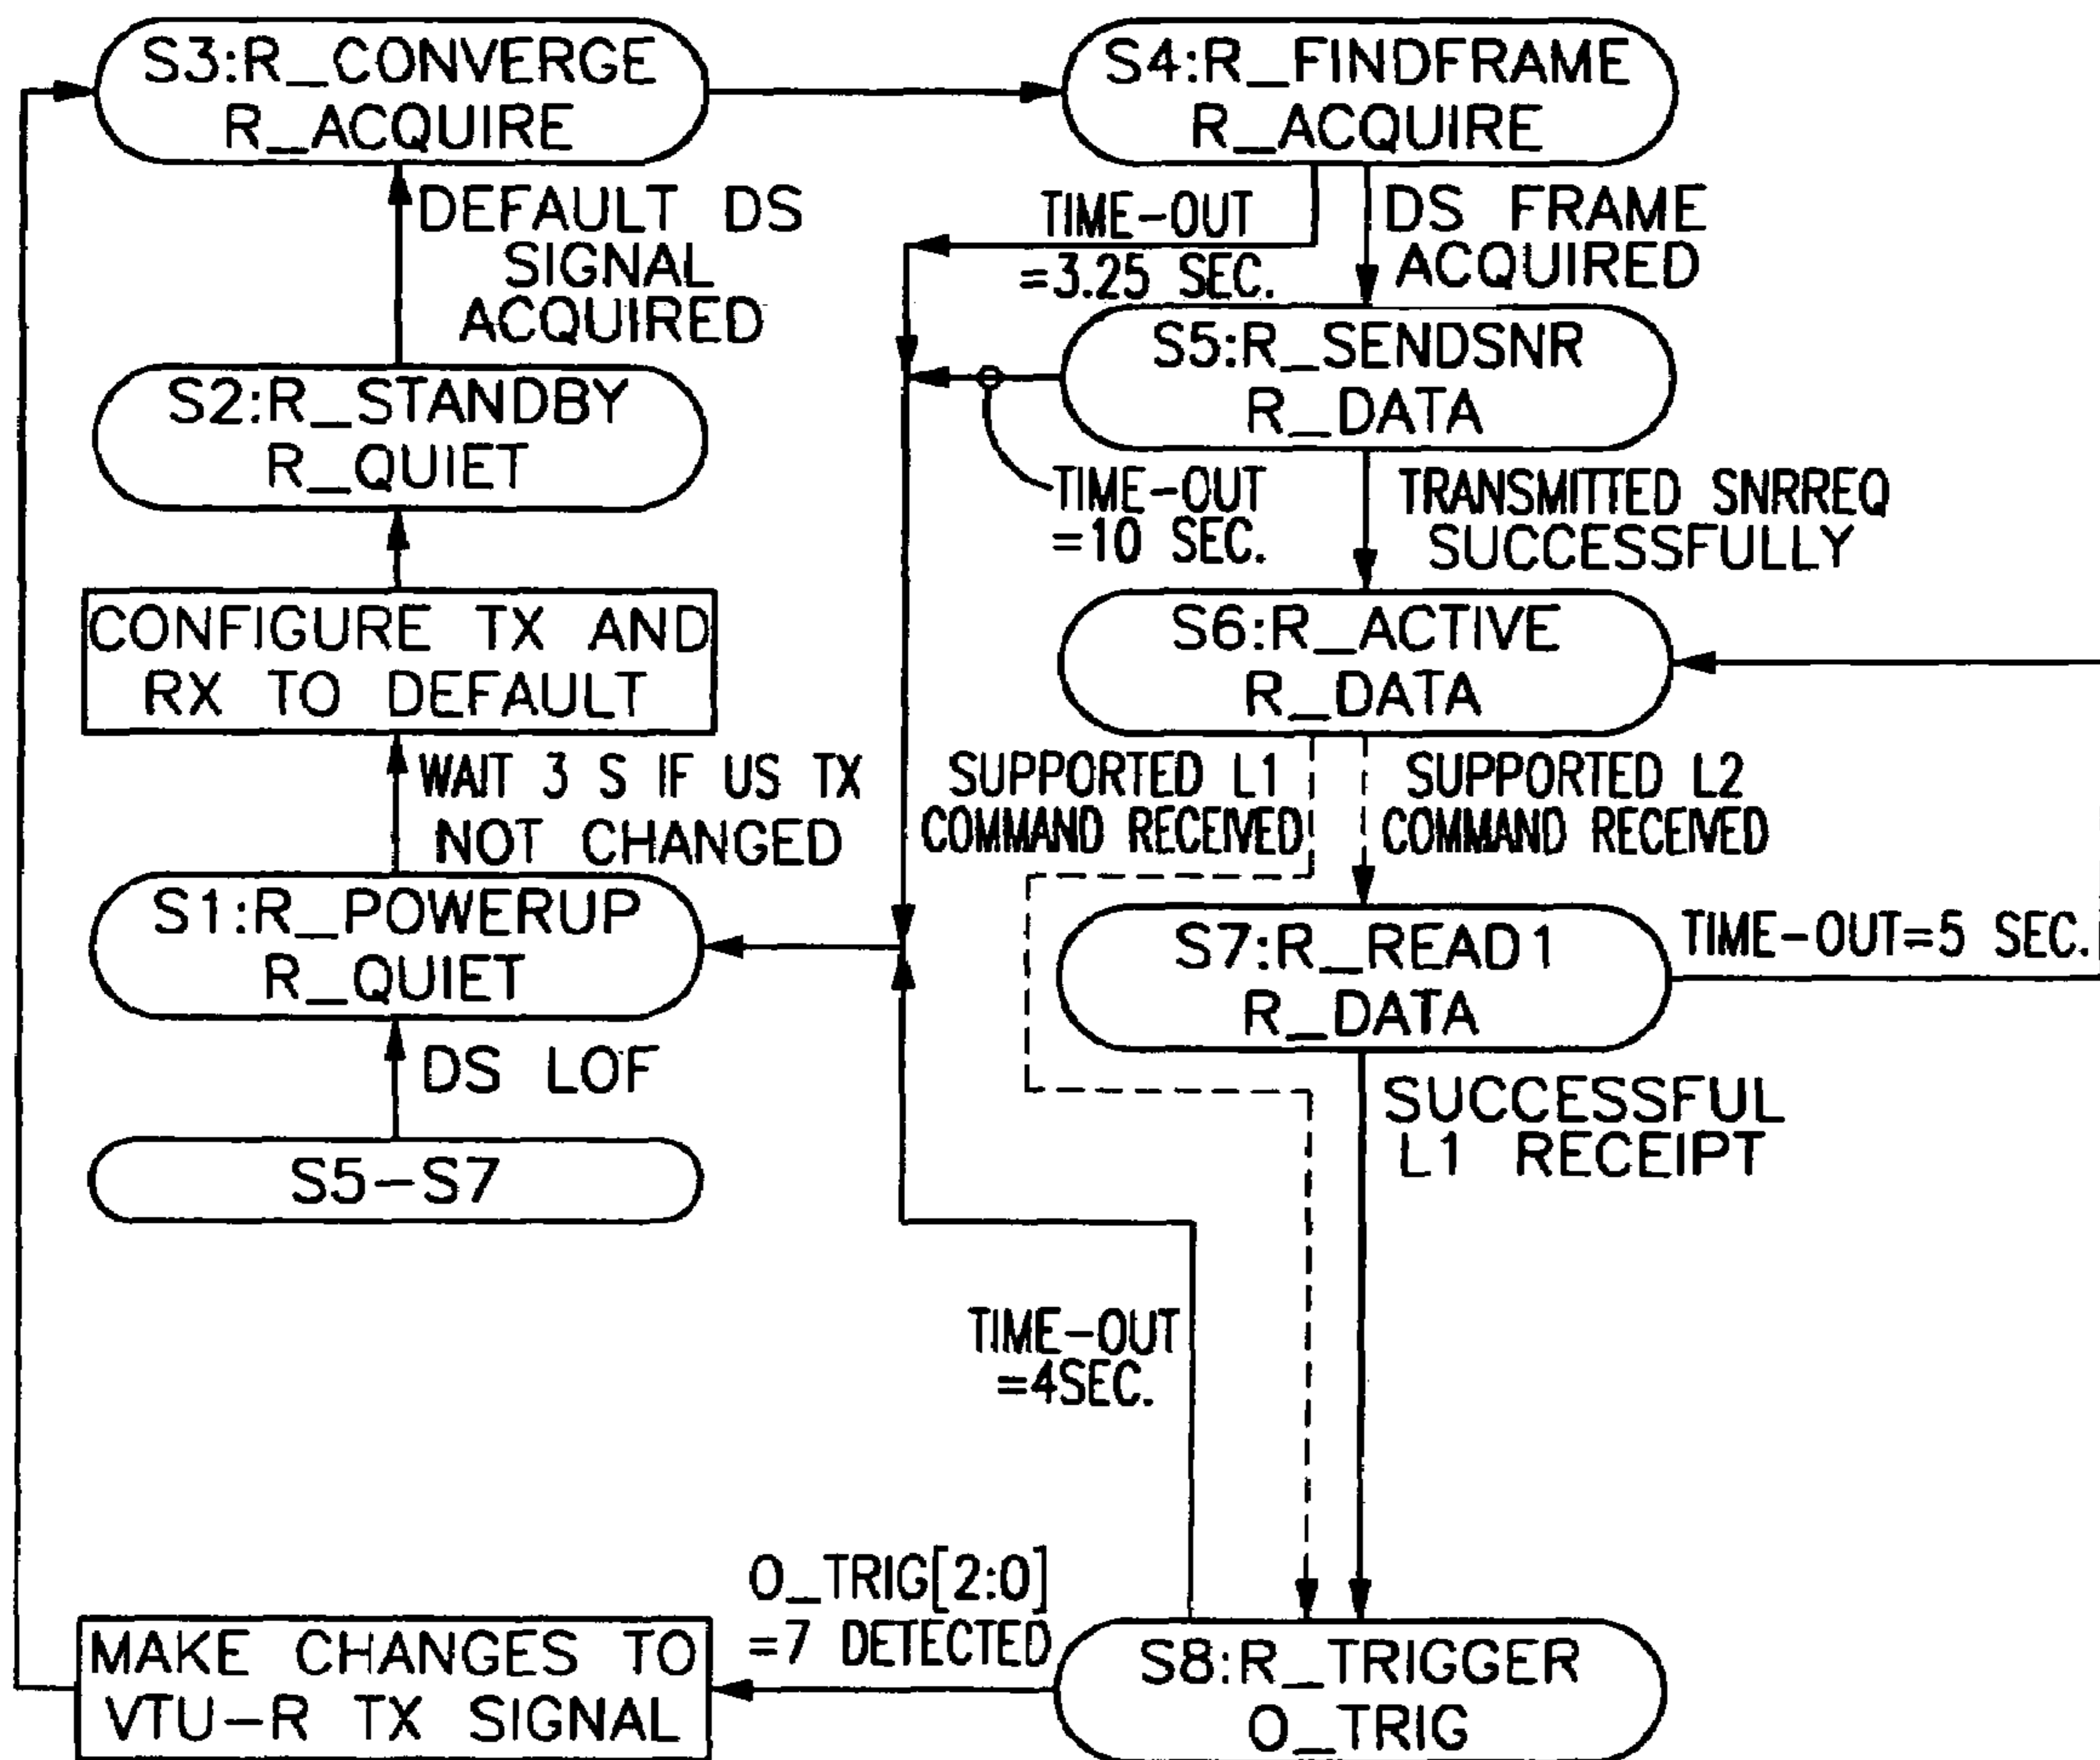 S3:R_CONVERGE
R_ACQUIRE
S4:R_FINDFRAME
R_ACQUIRE
DEFAULT DS
SIGNAL
ACQUIRED
TIME-OUT
=3.25 SEC.
DS FRAME
ACQUIRED
S5:R_SENDSNR
R_DATA
S2:R_STANDBY
R_QUIET
TIME-OUT
=10 SEC.
TRANSMITTED SNRREQ
SUCCESSFULLY
CONFIGURE TX AND
RX TO DEFAULT
S6:R_ACTIVE
R_DATA
WAIT 3 S IF US TX
NOT CHANGED
SUPPORTED L1
COMMAND RECEIVED
SUPPORTED L2
COMMAND RECEIVED
S1:R_POWERUP
R_QUIET
S7:R_READ1
R_DATA
TIME-OUT=5 SEC.
DS LOF
SUCCESSFUL
L1 RECEIPT
S5-S7
TIME-OUT
=4SEC.
O_TRIG[2:0]
=7 DETECTED
MAKE CHANGES TO
VTU-R TX SIGNAL
S8:R_TRIGGER
O_TRIG